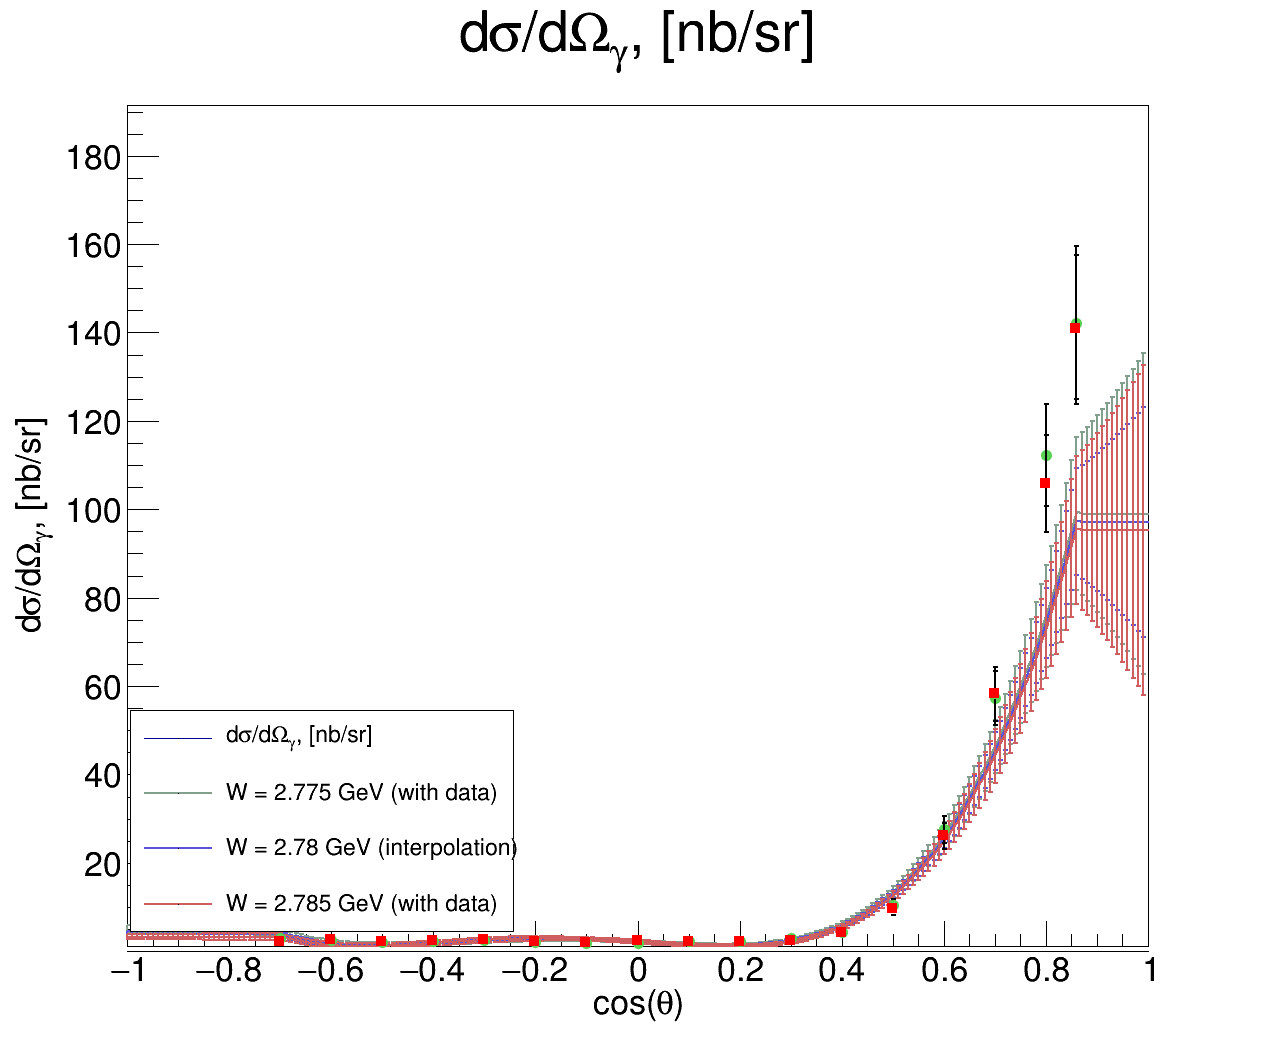 dσ/dΩγ, [nb/sr]
dσ/dΩγ, [nb/sr]
180
160
140
120
100
80
60
40
20
dσ/dΩγ, [nb/sr]
W = 2.775 GeV (with data)
W = 2.78 GeV (interpolation)
W = 2.785 GeV (with data)
−1 −0.8 −0.6 −0.4 −0.2 0 0.2 0.4 0.6 0.8 1
cos(θ)